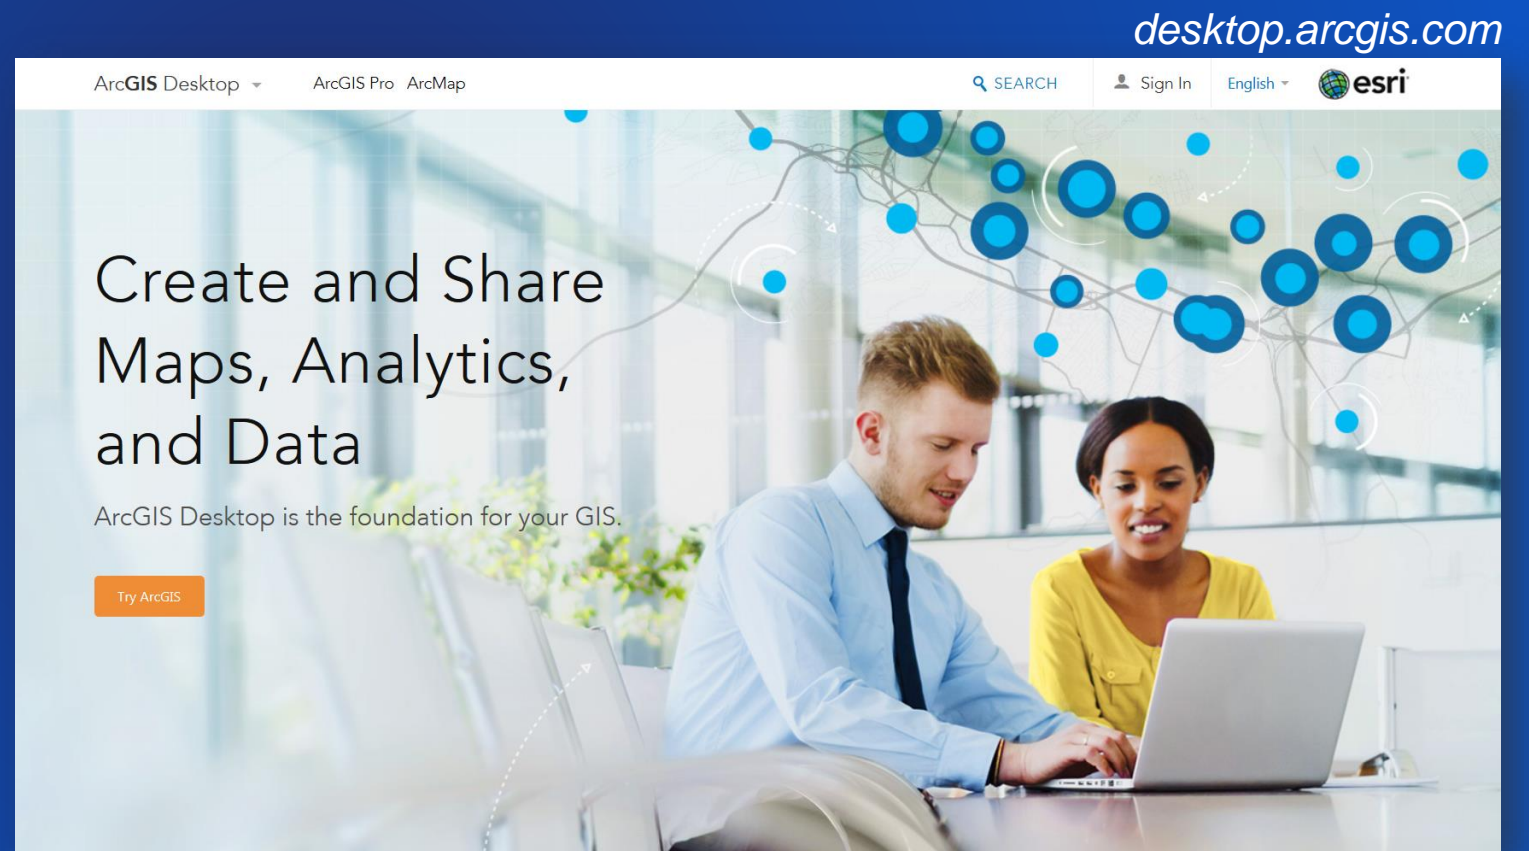 desktop.arcgis.com
ArcGIS Desktop ArcGIS Pro ArcMap SEARCH Sign In English esri
Create and Share
Maps, Analytics,
and Data
ArcGIS Desktop is the foundation for your GIS.
Try ArcGIS